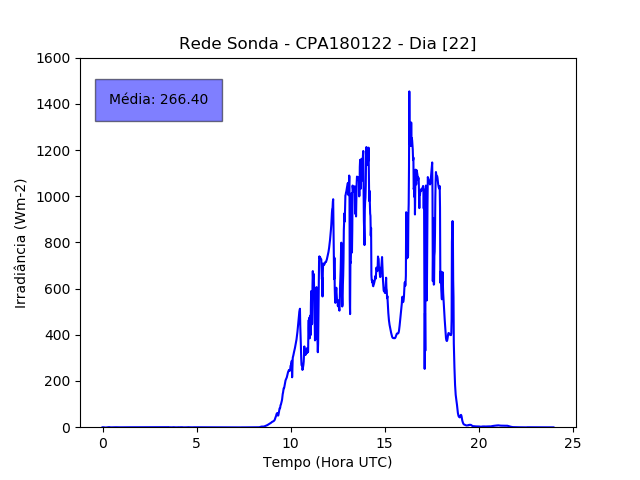 Rede Sonda - CPA180122 - Dia [22]
Média: 266.40
Irradiância (Wm-2)
1600
1400
1200
1000
800
600
400
200
0
0 5 10 15 20 25
Tempo (Hora UTC)